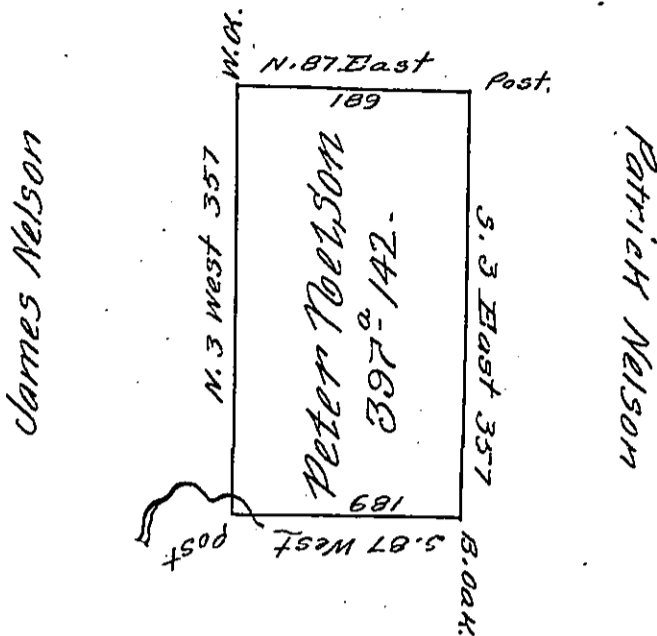 W.O.
N. 87 East
Post.
189
James Nelson
N. 3 West 357
Peter Nelson
397ᵃ- 142-
S. 3 East 357
Patrick Nelson
189
S. 87 West
post
B. Oak.